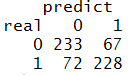 predict
real 0 1
0 233 67
1 72 228